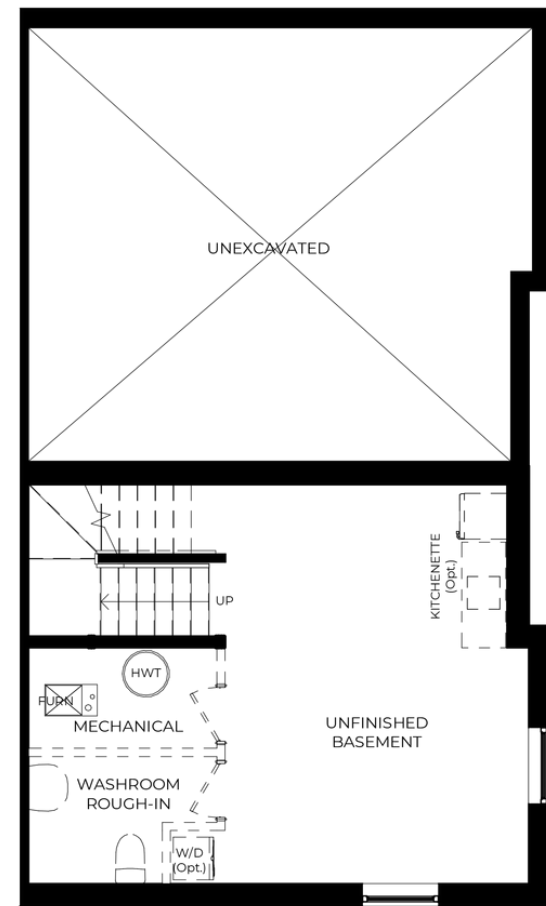 UNEXCAVATED
KITCHENETTE
(Opt.)
UP
HWT
FURN
MECHANICAL
UNFINISHED
BASEMENT
WASHROOM
ROUGH-IN
W/D
(Opt.)